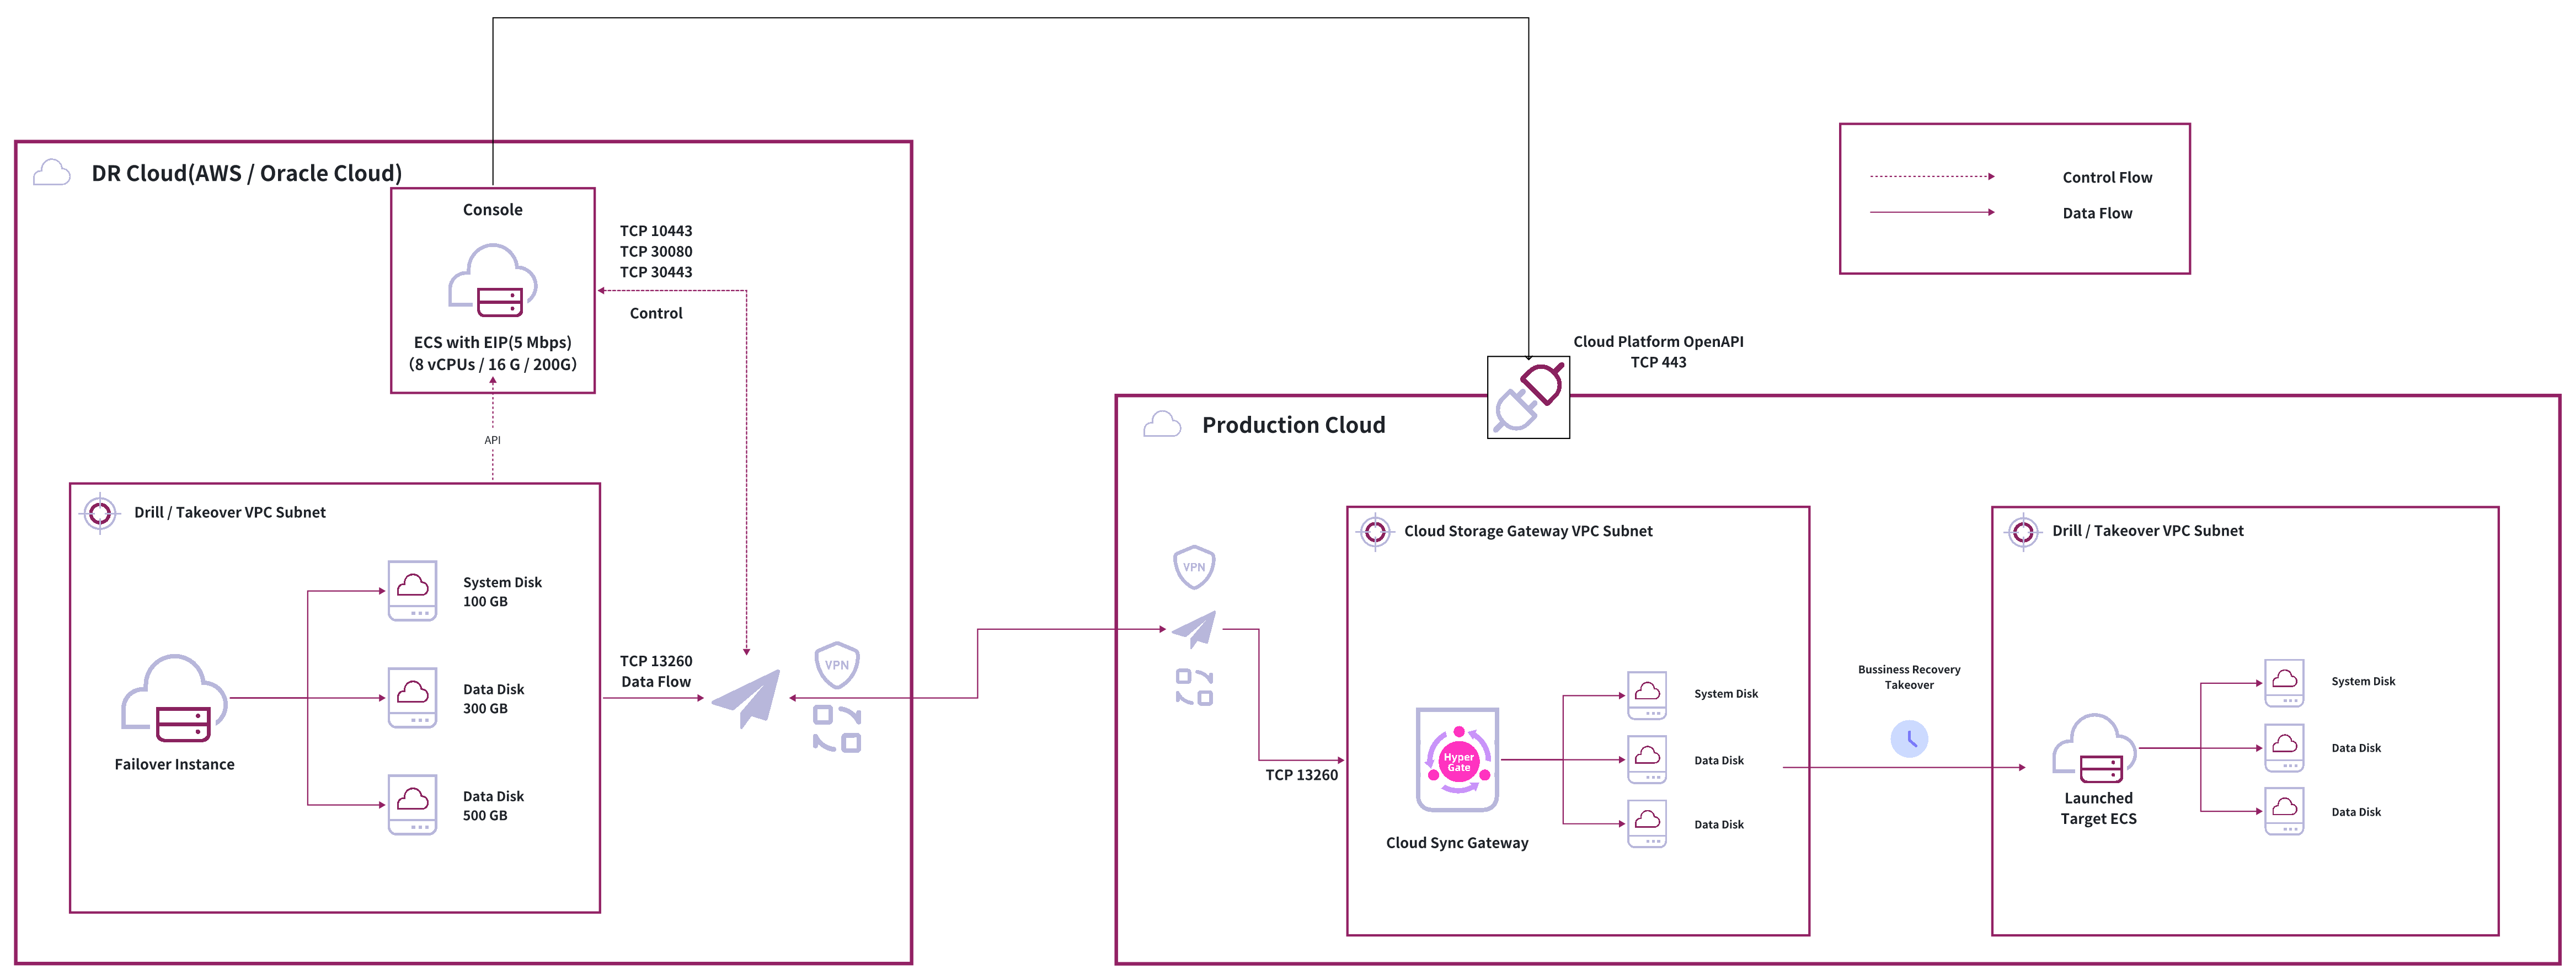 DR Cloud(AWS / Oracle Cloud)
Console
ECS with EIP(5 Mbps)
(8 vCPUs / 16 G / 200G)
TCP 10443
TCP 30080
TCP 30443
Control
API
Drill / Takeover VPC Subnet
System Disk
100 GB
Data Disk
300 GB
Data Disk
500 GB
Failover Instance
TCP 13260
Data Flow
VPN
Control Flow
Data Flow
Cloud Platform OpenAPI
TCP 443
Production Cloud
VPN
TCP 13260
Cloud Storage Gateway VPC Subnet
Hyper
Gate
Cloud Sync Gateway
System Disk
Data Disk
Data Disk
Bussiness Recovery
Takeover
Drill / Takeover VPC Subnet
Launched
Target ECS
System Disk
Data Disk
Data Disk